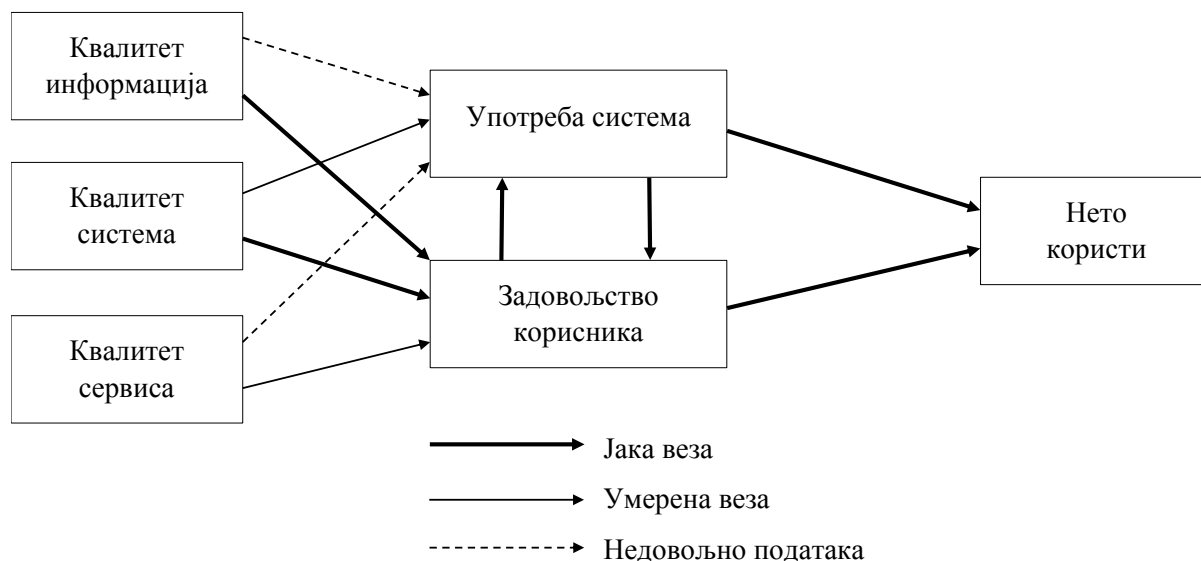 Квалитет
информација
Употреба система
Квалитет
система
Нето
користи
Задовољство
корисника
Квалитет
сервиса
Јака веза
Умерена веза
Недовољно података